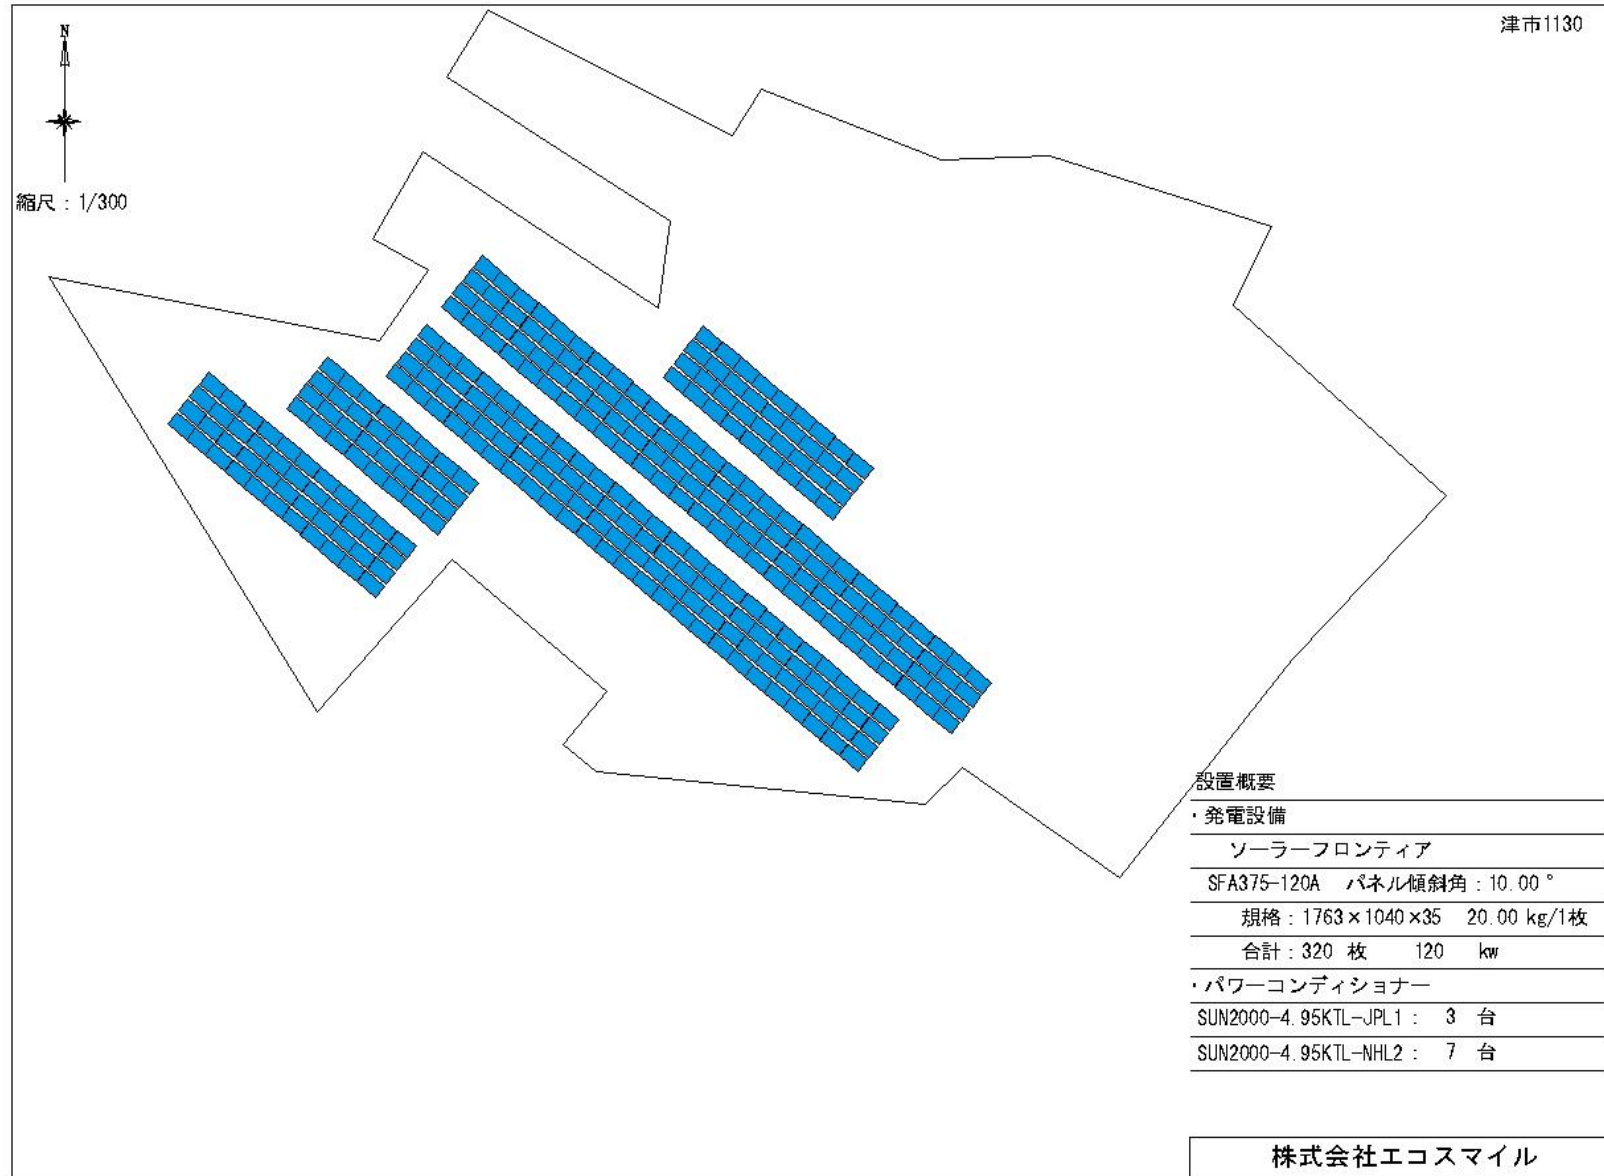 津市1130
N
縮尺：1/300
設置概要
・発電設備
ソーラーフロンティア
SFA375-120A パネル傾斜角：10.00°
規格：1763×1040×35 20.00 kg/1枚
合計：320 枚 120 kw
・パワーコンディショナー
SUN2000-4.95KTL-JPL1： 3 台
SUN2000-4.95KTL-NHL2： 7 台
株式会社エコスマイル